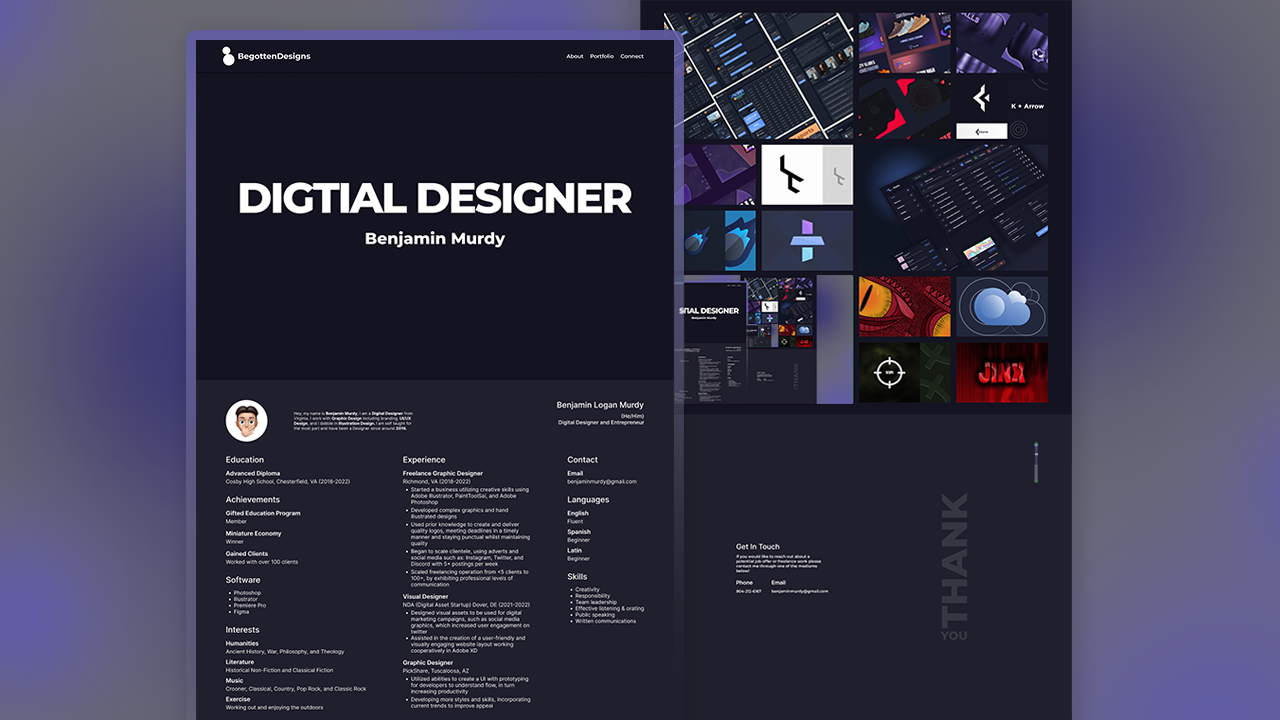 BegottenDesigns
About Portfolio Connect
DIGTIAL DESIGNER
Benjamin Murdy
Hey, my name is Benjamin Murdy. I am a Digital Designer from
Virginia. I work with Graphic Design including branding, UI/UX
Design, and I dabble in Illustration Design. I am self taught for
the most part and have been a Designer since around 2018.
Benjamin Logan Murdy
(He/Him)
Digital Designer and Entrepreneur
Education
Advanced Diploma
Cosby High School, Chesterfield, VA (2018-2022)
Achievements
Gifted Education Program
Member
Miniature Economy
Winner
Gained Clients
Worked with over 100 clients
Software
• Photoshop
• Illustrator
• Premiere Pro
• Figma
Interests
Humanities
Ancient History, War, Philosophy, and Theology
Literature
Historical Non-Fiction and Classical Fiction
Music
Crooner, Classical, Country, Pop Rock, and Classic Rock
Exercise
Working out and enjoying the outdoors
Experience
Freelance Graphic Designer
Richmond, VA (2018-2022)
• Started a business utilizing creative skills using
Adobe Illustrator, PaintToolSai, and Adobe
Photoshop
• Developed complex graphics and hand
illustrated designs
• Used prior knowledge to create and deliver
quality logos, meeting deadlines in a timely
manner and staying punctual whilst maintaining
quality
• Began to scale clientele, using adverts and
social media such as: Instagram, Twitter, and
Discord with 5+ postings per week
• Scaled freelancing operation from <5 clients to
100+, by exhibiting professional levels of
communication
Visual Designer
NDA (Digital Asset Startup) Dover, DE (2021-2022)
• Designed visual assets to be used for digital
marketing campaigns, such as social media
graphics, which increased user engagement on
twitter
• Assisted in the creation of a user-friendly and
visually engaging website layout working
cooperatively in Adobe XD
Graphic Designer
PickShare, Tuscaloosa, AZ
• Utilized abilities to create a UI with prototyping
for developers to understand flow, in turn
increasing productivity
• Developing more styles and skills, incorporating
current trends to improve appeal
Contact
Email
benjaminmurdy@gmail.com
Languages
English
Fluent
Spanish
Beginner
Latin
Beginner
Skills
• Creativity
• Responsibility
• Team leadership
• Effective listening & orating
• Public speaking
• Written communications
K + Arrow
DESIGNER
Benjamin Murdy
THANK
JINX
Get In Touch
If you would like to reach out about a
potential job offer or freelance work please
contact me through one of the mediums
below!
Phone Email
804-212-6167 benjaminmurdy@gmail.com
THANK
YOU